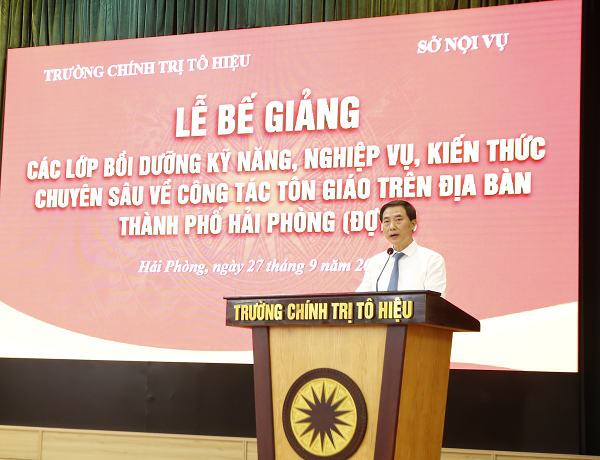 TRƯỜNG CHÍNH TRỊ TÔ HIỆU
SỞ NỘI VỤ
LỄ BẾ GIẢNG
CÁC LỚP BỒI DƯỠNG KỸ NĂNG, NGHIỆP VỤ, KIẾN THỨC
CHUYÊN SÂU VỀ CÔNG TÁC TÔN GIÁO TRÊN ĐỊA BÀN
THÀNH PHỐ HẢI PHÒNG
Hải Phòng, ngày 27 tháng 9 năm
TRƯỜNG CHÍNH TRỊ TÔ HIỆU